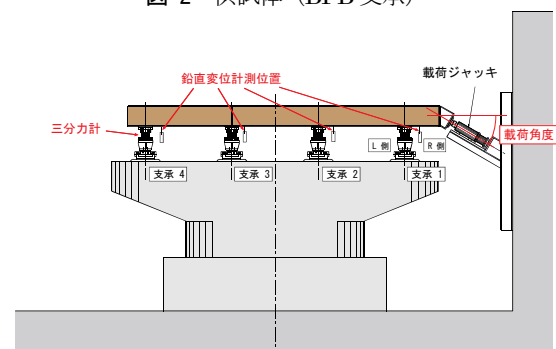 図 2 供試体（BPB 支承）
載荷ジャッキ
鉛直変位計測位置
三分力計
載荷角度
L 側
R 側
支承 4
支承 3
支承 2
支承 1